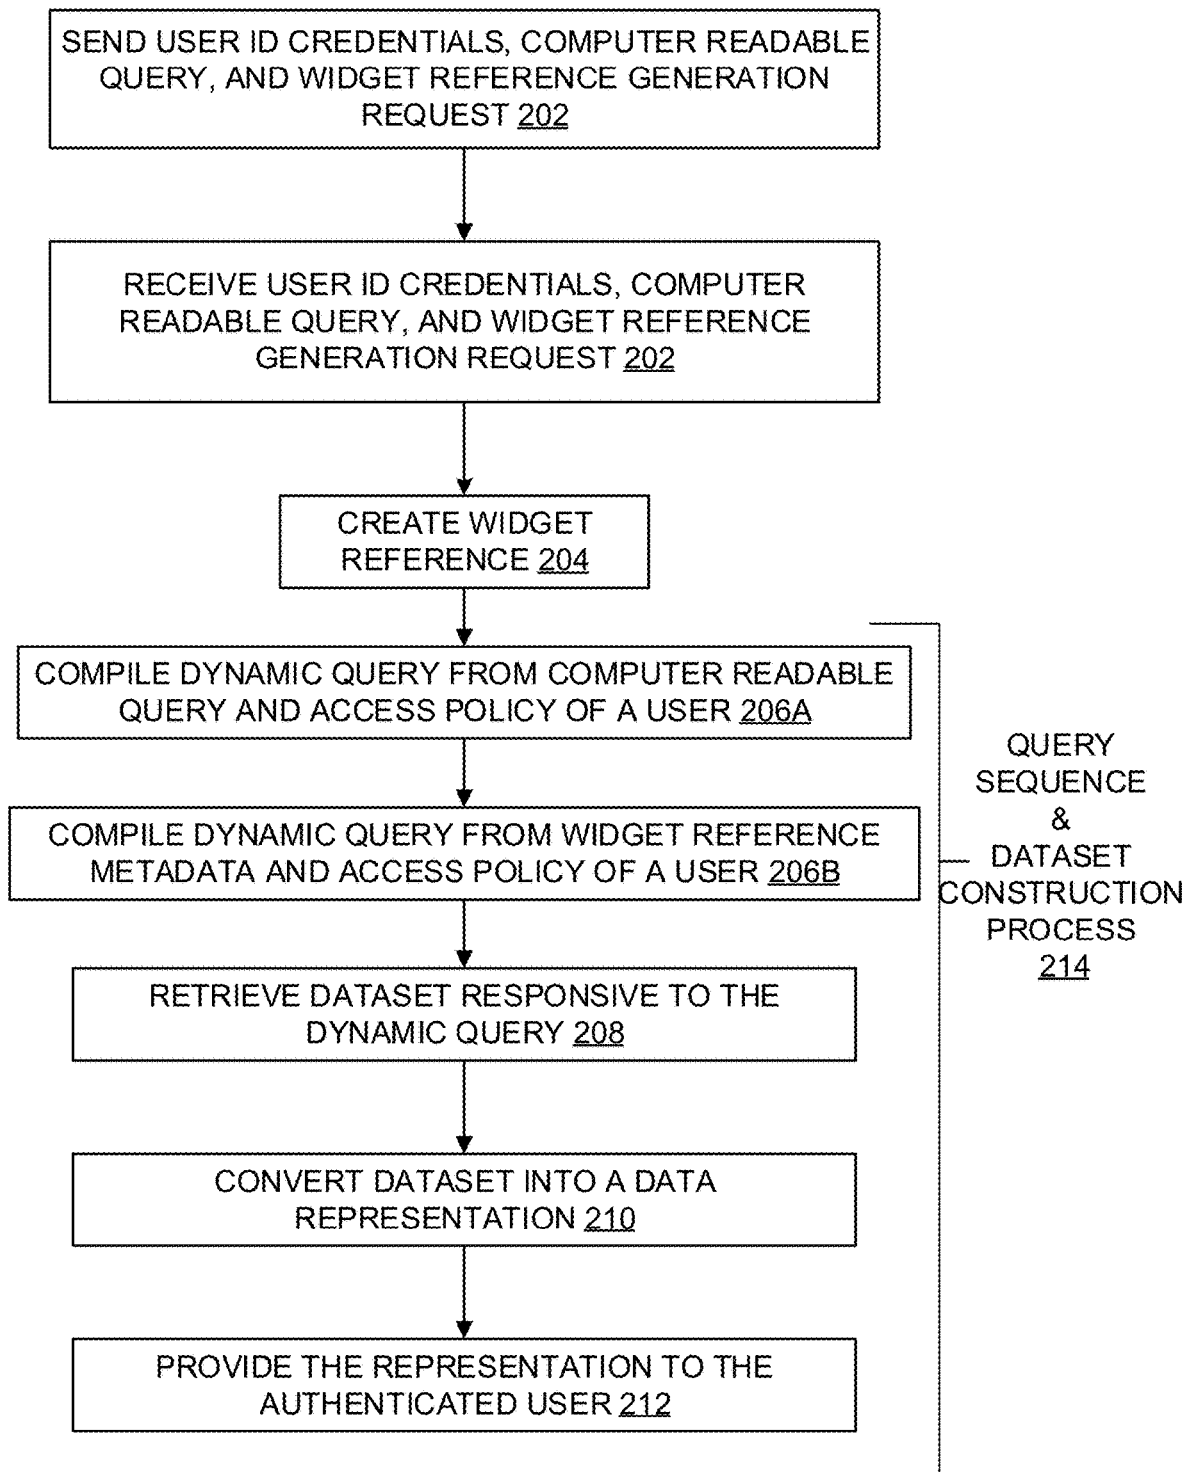 SEND USER ID CREDENTIALS, COMPUTER READABLE
QUERY, AND WIDGET REFERENCE GENERATION
REQUEST 202
RECEIVE USER ID CREDENTIALS, COMPUTER
READABLE QUERY, AND WIDGET REFERENCE
GENERATION REQUEST 202
CREATE WIDGET
REFERENCE 204
COMPILE DYNAMIC QUERY FROM COMPUTER READABLE
QUERY AND ACCESS POLICY OF A USER 206A
COMPILE DYNAMIC QUERY FROM WIDGET REFERENCE
METADATA AND ACCESS POLICY OF A USER 206B
RETRIEVE DATASET RESPONSIVE TO THE
DYNAMIC QUERY 208
CONVERT DATASET INTO A DATA
REPRESENTATION 210
PROVIDE THE REPRESENTATION TO THE
AUTHENTICATED USER 212
QUERY
SEQUENCE
&
DATASET
CONSTRUCTION
PROCESS
214